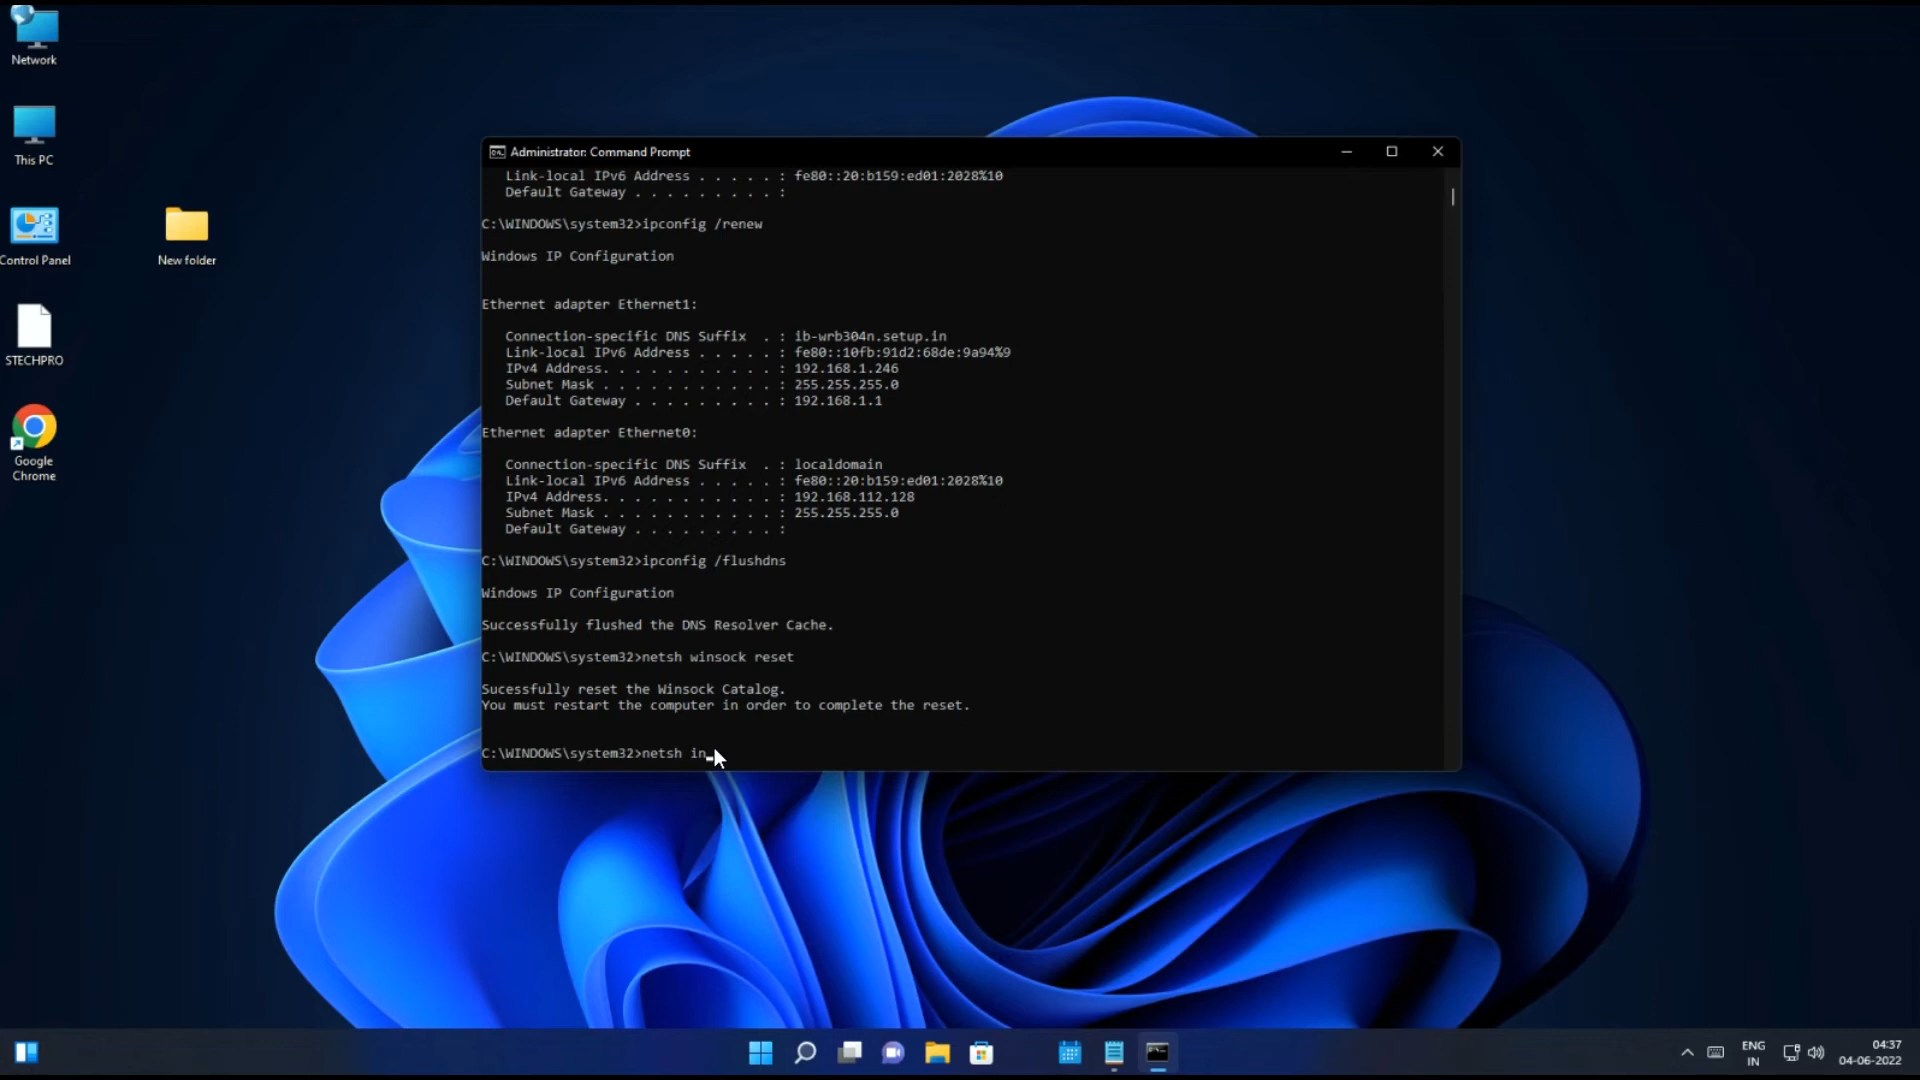 Network
This PC
Control Panel
New folder
STECHPRO
Google
Chrome
Administrator: Command Prompt
Link-local IPv6 Address . . . . . : fe80::20:b159:ed01:2028%10
Default Gateway . . . . . . . . . :
C:\WINDOWS\system32>ipconfig /renew
Windows IP Configuration
Ethernet adapter Ethernet1:
Connection-specific DNS Suffix  . : ib-wrb304n.setup.in
Link-local IPv6 Address . . . . . : fe80::10fb:91d2:68de:9a94%9
IPv4 Address. . . . . . . . . . . : 192.168.1.246
Subnet Mask . . . . . . . . . . . : 255.255.255.0
Default Gateway . . . . . . . . . : 192.168.1.1
Ethernet adapter Ethernet0:
Connection-specific DNS Suffix  . : localdomain
Link-local IPv6 Address . . . . . : fe80::20:b159:ed01:2028%10
IPv4 Address. . . . . . . . . . . : 192.168.112.128
Subnet Mask . . . . . . . . . . . : 255.255.255.0
Default Gateway . . . . . . . . . :
C:\WINDOWS\system32>ipconfig /flushdns
Windows IP Configuration
Successfully flushed the DNS Resolver Cache.
C:\WINDOWS\system32>netsh winsock reset
Sucessfully reset the Winsock Catalog.
You must restart the computer in order to complete the reset.
C:\WINDOWS\system32>netsh in
ENG
IN
04:37
04-06-2022